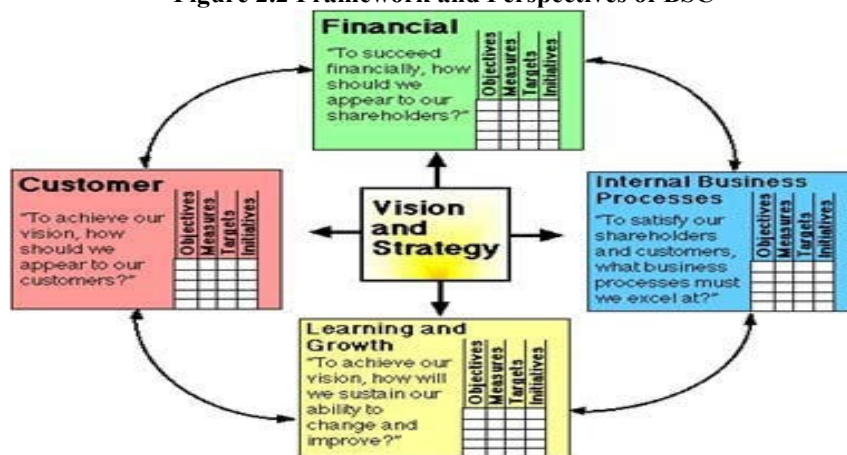 Figure 2.2 Framework and Perspectives of BSC
Financial
"To succeed
financially, how
should we
appear to our
shareholders?"
Objectives
Measures
Targets
Initiatives
Customer
"To achieve our
vision, how
should we
appear to our
customers?"
Objectives
Measures
Targets
Initiatives
Vision
and
Strategy
Internal Business
Processes
"To satisfy our
shareholders
and customers,
what business
processes must
we excel at?"
Objectives
Measures
Targets
Initiatives
Learning and
Growth
"To achieve our
vision, how will
we sustain our
ability to
change and
improve?"
Objectives
Measures
Targets
Initiatives